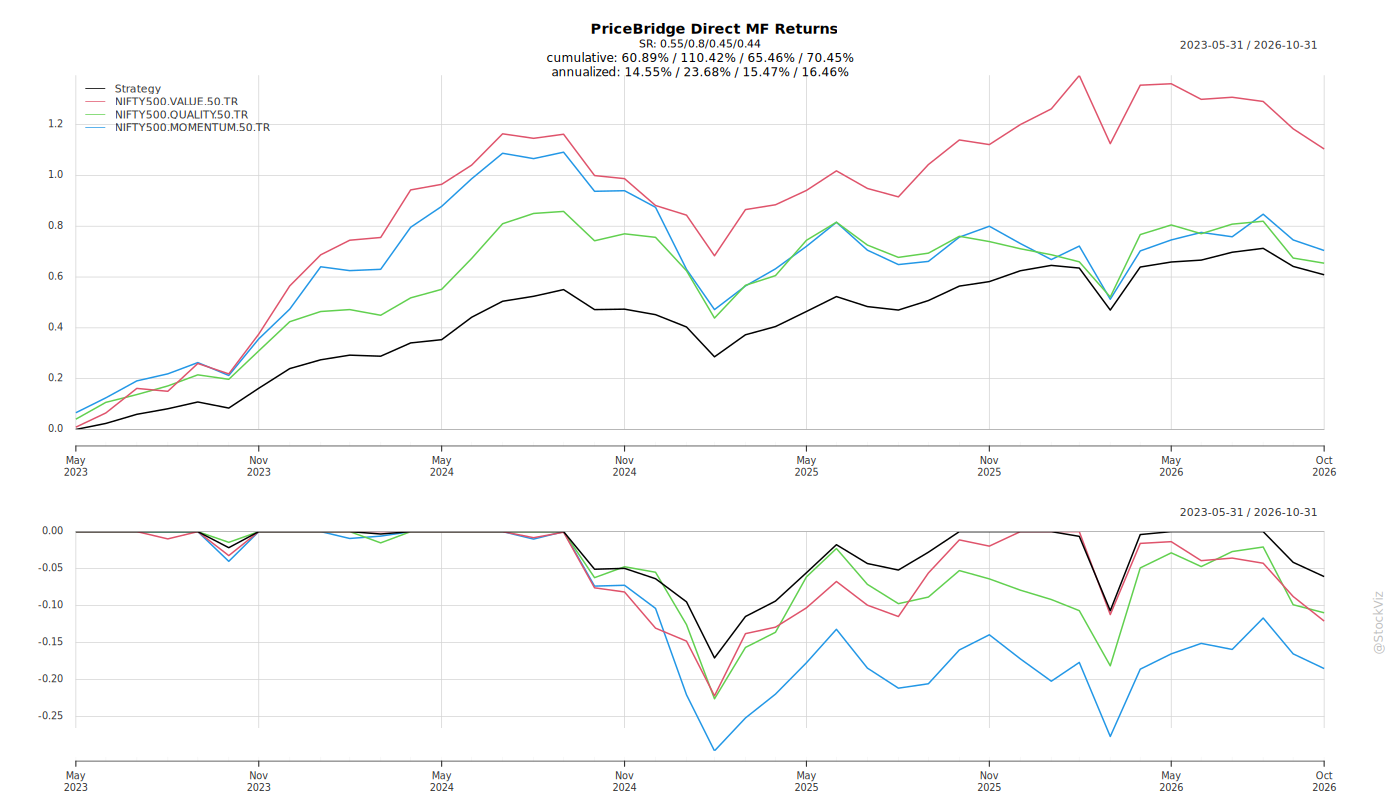 PriceBridge Direct MF Returns
SR: 0.55/0.8/0.45/0.44
cumulative: 60.89% / 110.42% / 65.46% / 70.45%
annualized: 14.55% / 23.68% / 15.47% / 16.46%
2023-05-31 / 2026-10-31
Strategy
NIFTY500.VALUE.50.TR
NIFTY500.QUALITY50.TR
NIFTY500.MOMENTUM.50.TR
1.2
1.0
0.8
0.6
0.4
0.2
0.0
May Nov May Nov May Nov May Oct
2023 2023 2024 2024 2025 2025 2026 2026
2023-05-31 / 2026-10-31
0.00
-0.05
-0.10
-0.15
-0.20
-0.25
May Nov May Nov May Nov May Oct
2023 2023 2024 2024 2025 2025 2026 2026
@StockViz